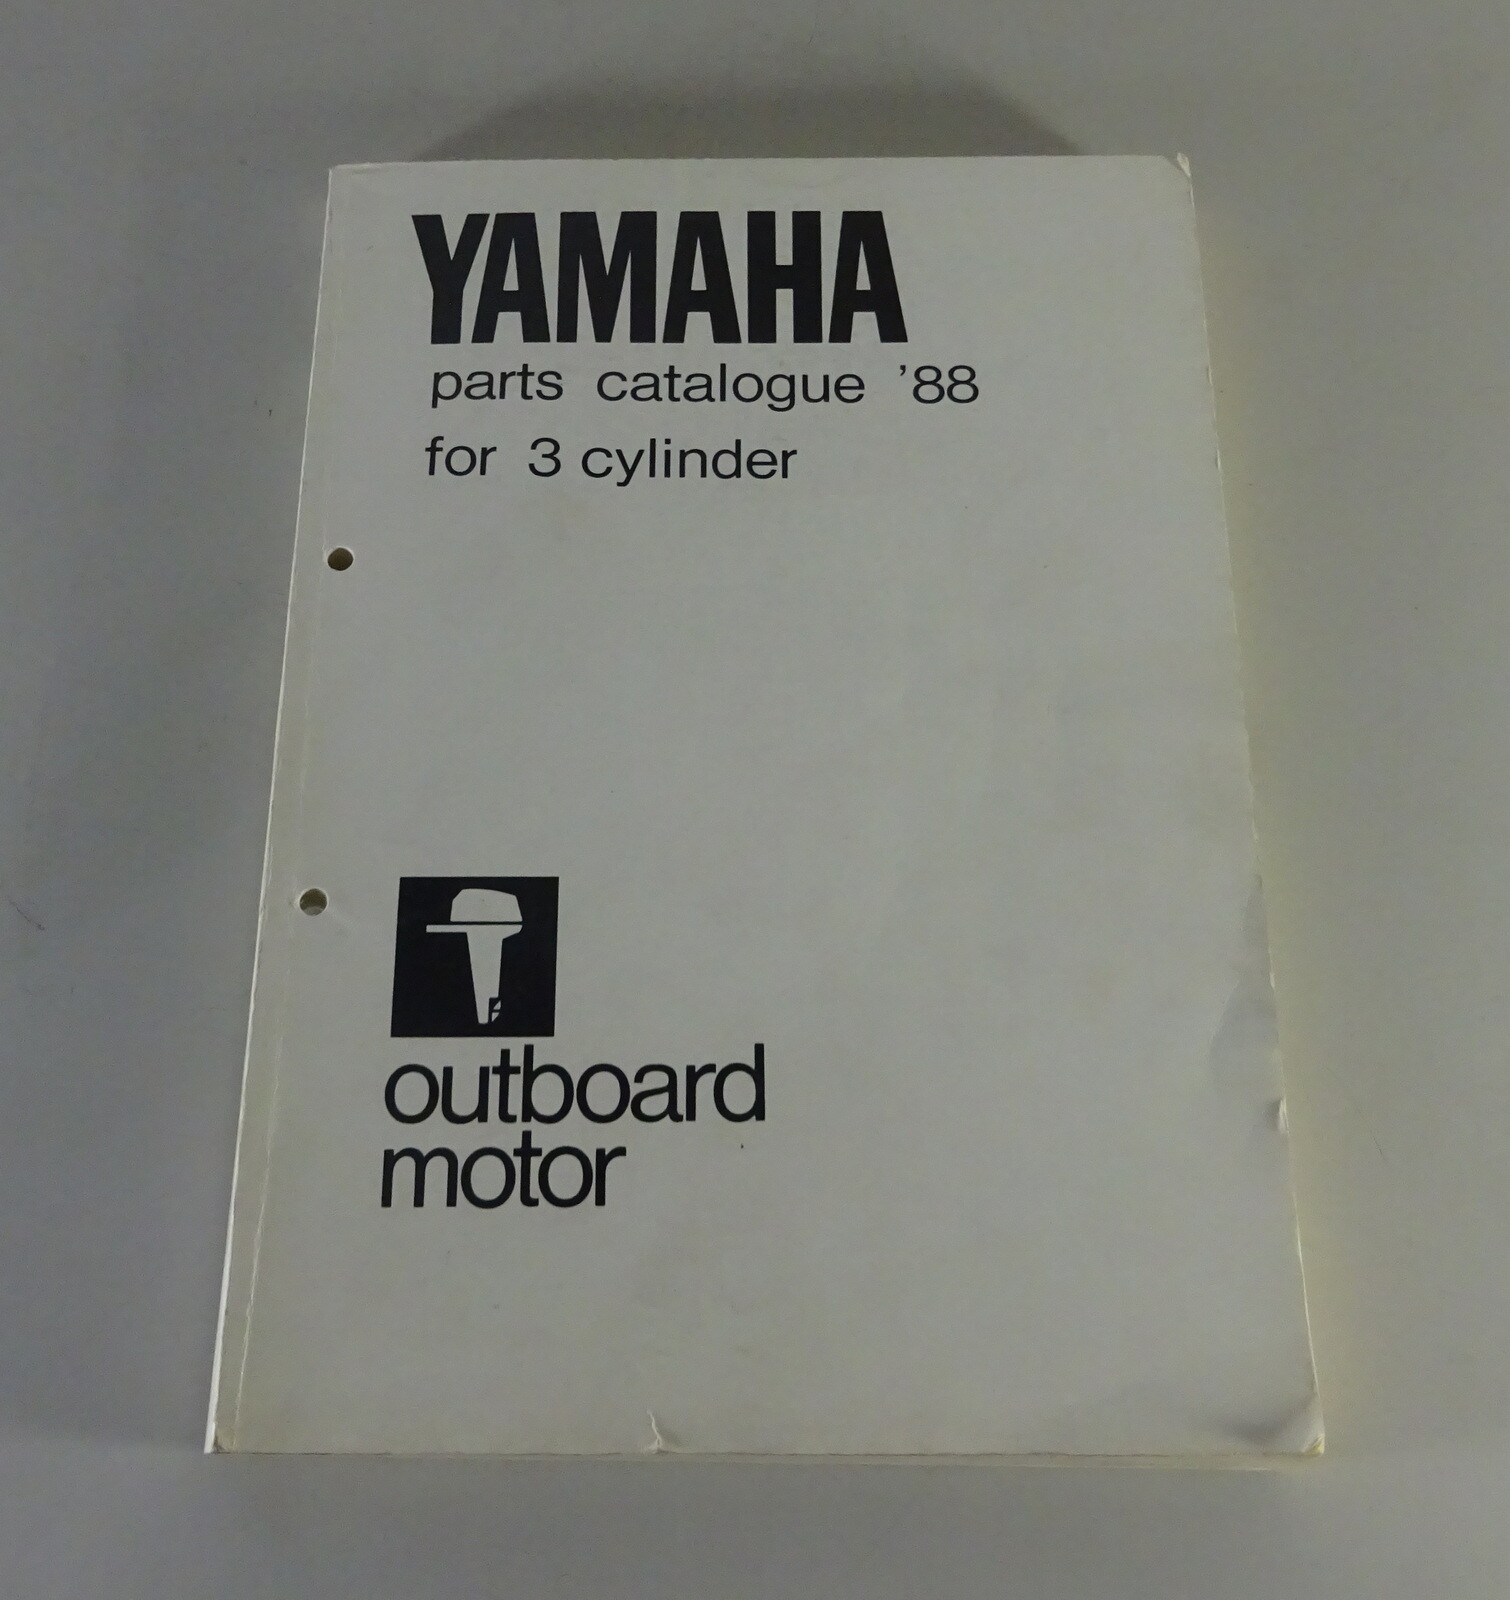 YAMAHA
parts catalogue '88
for 3 cylinder
outboard
motor